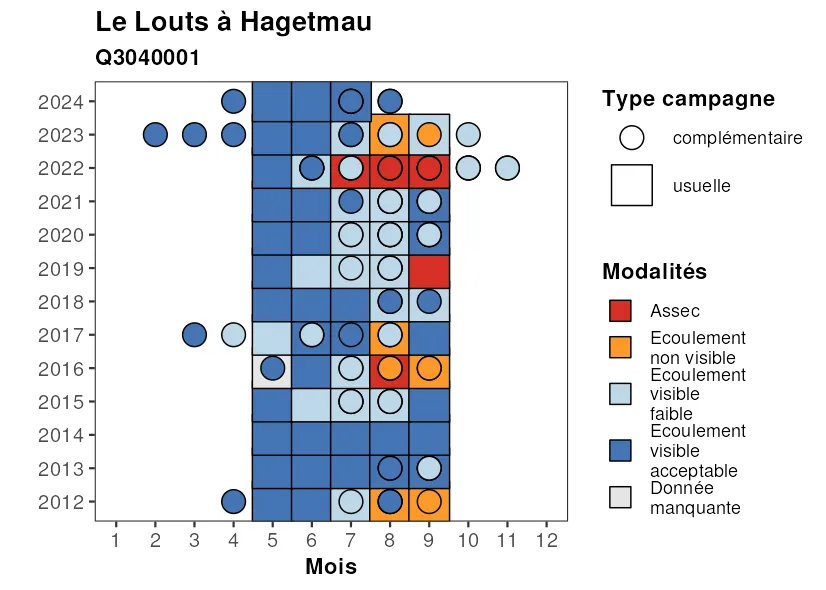 Le Louts à Hagetmau
Q3040001
2024
2023
2022
2021
2020
2019
2018
2017
2016
2015
2014
2013
2012
1 2 3 4 5 6 7 8 9 10 11 12
Mois
Type campagne
complémentaire
usuelle
Modalités
Assec
Ecoulement
non visible
Ecoulement
visible
faible
Ecoulement
visible
acceptable
Donnée
manquante